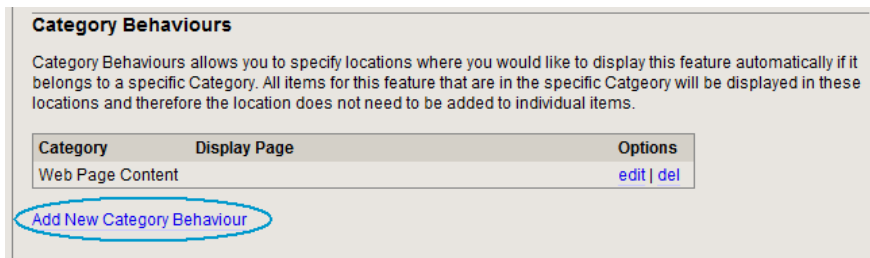 Category Behaviours
Category Behaviours allows you to specify locations where you would like to display this feature automatically if it
belongs to a specific Category. All items for this feature that are in the specific Catgeory will be displayed in these
locations and therefore the location does not need to be added to individual items.
Category Display Page Options
Web Page Content edit | del
Add New Category Behaviour